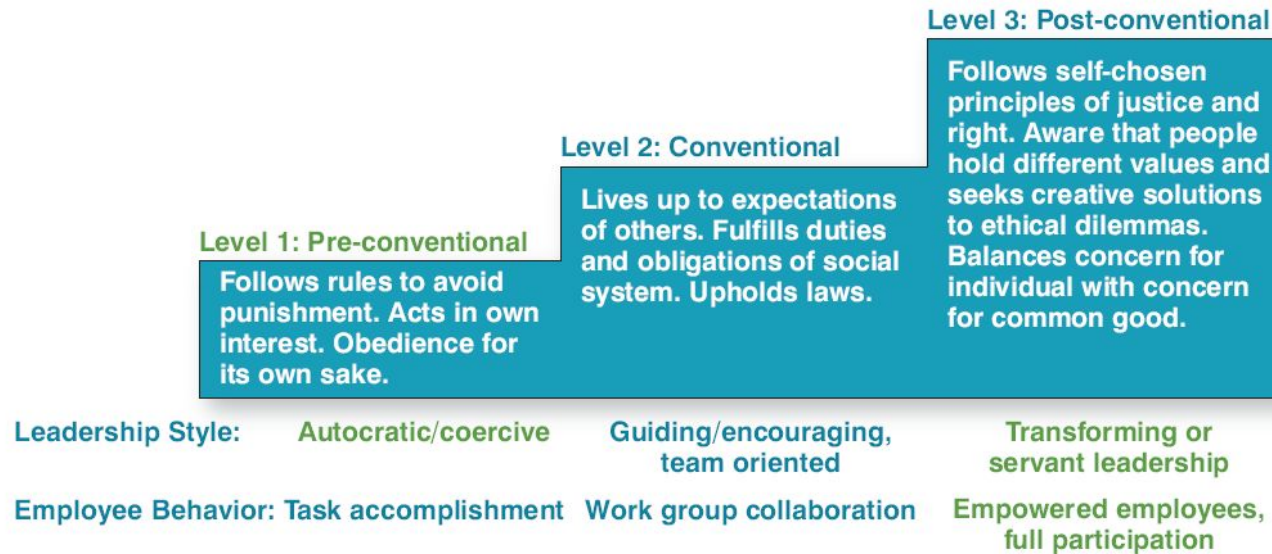 Level 3: Post-conventional
Follows self-chosen
principles of justice and
right. Aware that people
hold different values and
seeks creative solutions
to ethical dilemmas.
Balances concern for
individual with concern
for common good.
Level 2: Conventional
Lives up to expectations
of others. Fulfills duties
and obligations of social
system. Upholds laws.
Level 1: Pre-conventional
Follows rules to avoid
punishment. Acts in own
interest. Obedience for
its own sake.
Leadership Style: Autocratic/coercive Guiding/encouraging, Transforming or
team oriented servant leadership
Employee Behavior: Task accomplishment Work group collaboration Empowered employees,
full participation